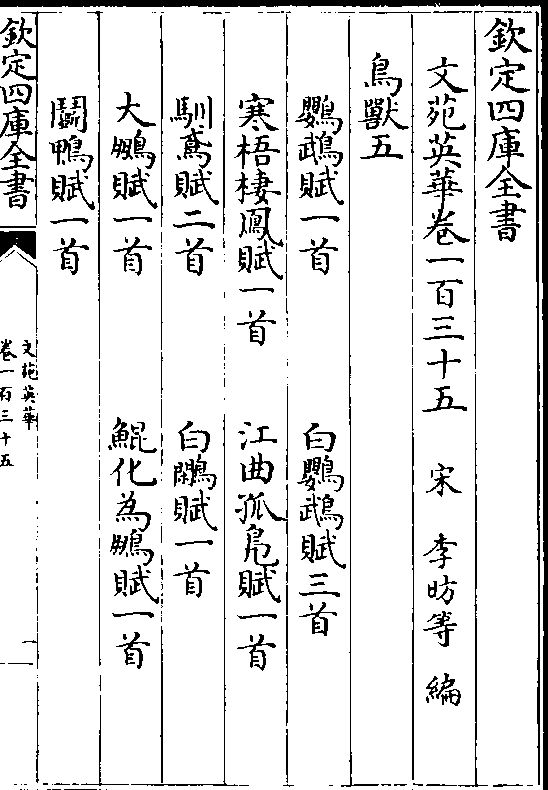 欽定四庫全書
文苑英華卷一百三十五　宋　李昉等　編
鳥獸五
鸚鵡賦一首　白鸚鵡賦三首
寒梧棲鳳賦一首　江曲孤鳧賦一首
馴鳶賦二首　白鷴賦一首
大鵬賦一首　鯤化為鵬賦一首
鬭鴨賦一首
欽定四庫全書
文苑英華
卷一百三十五
一